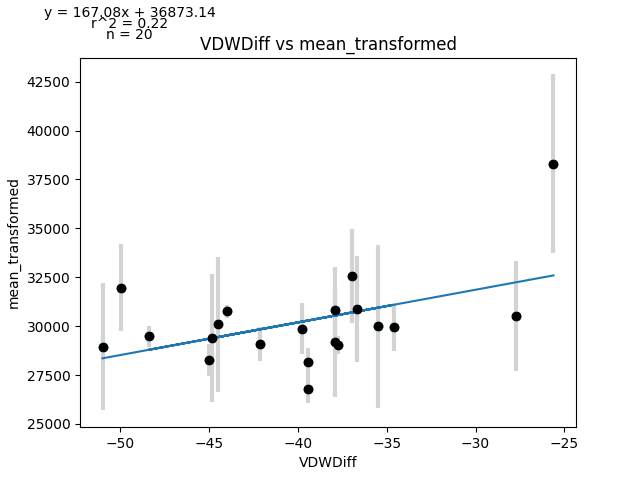 y = 167.08x + 36873.14
r^2 = 0.22
n = 20
VDWDiff vs mean_transformed
42500
40000
37500
35000
32500
30000
27500
25000
mean_transformed
−50
−45
−40
−35
−30
−25
VDWDiff